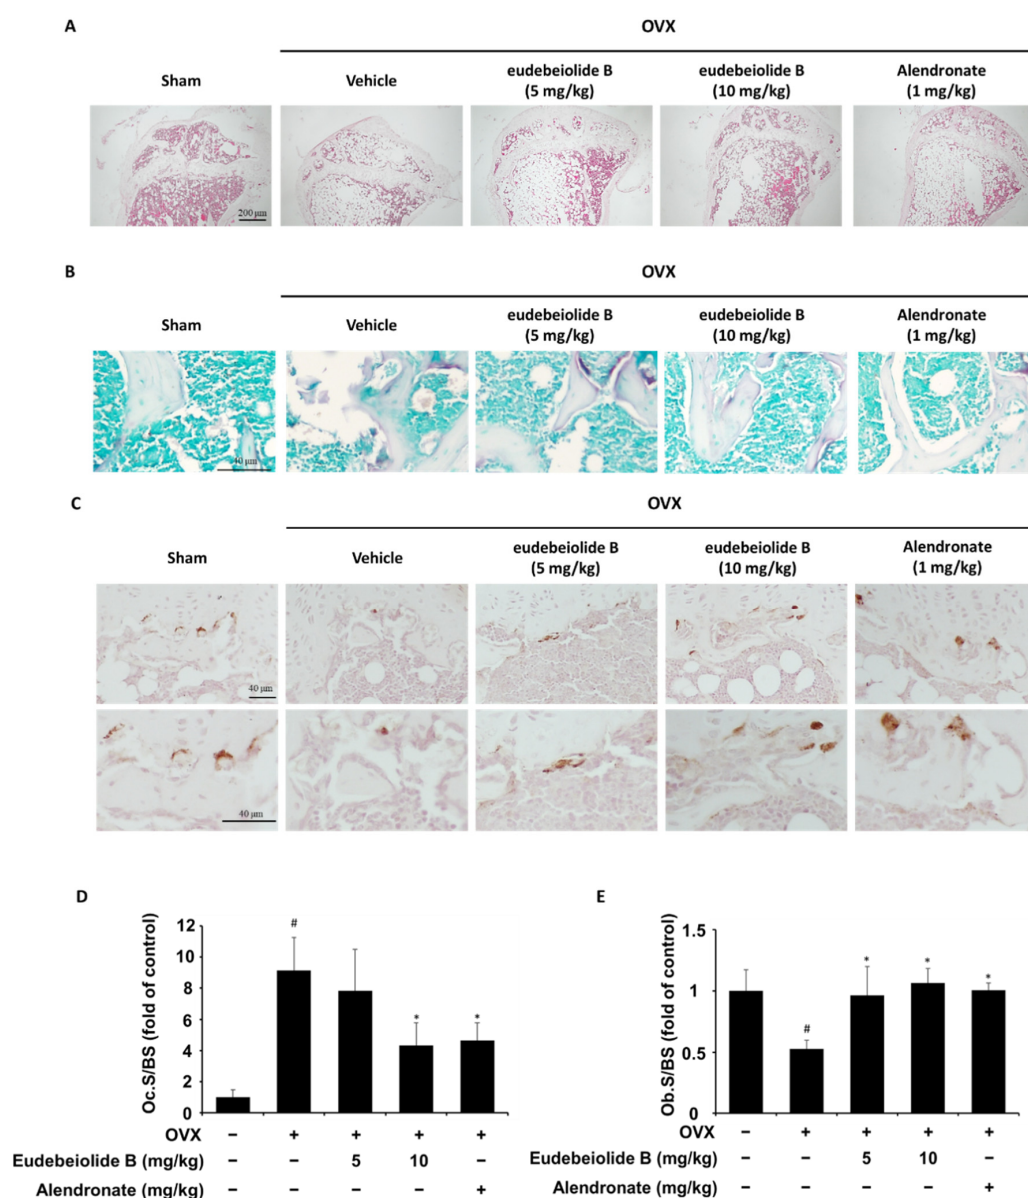 A
OVX
Sham
Vehicle
eudebeiolide B
(5 mg/kg)
eudebeiolide B
(10 mg/kg)
Alendronate
(1 mg/kg)
200 μm
B
OVX
Sham
Vehicle
eudebeiolide B
(5 mg/kg)
eudebeiolide B
(10 mg/kg)
Alendronate
(1 mg/kg)
40 μm
C
OVX
Sham
Vehicle
eudebeiolide B
(5 mg/kg)
eudebeiolide B
(10 mg/kg)
Alendronate
(1 mg/kg)
40 μm
40 μm
D
Oc.S/BS (fold of control)
12
10
8
6
4
2
0
#
*
*
OVX − + + + +
Eudebeiolide B (mg/kg) − − 5 10 −
Alendronate (mg/kg) − − − − +
E
Ob.S/BS (fold of control)
1.5
1
0.5
0
#
*
*
*
OVX − + + + +
Eudebeiolide B (mg/kg) − − 5 10 −
Alendronate (mg/kg) − − − − +